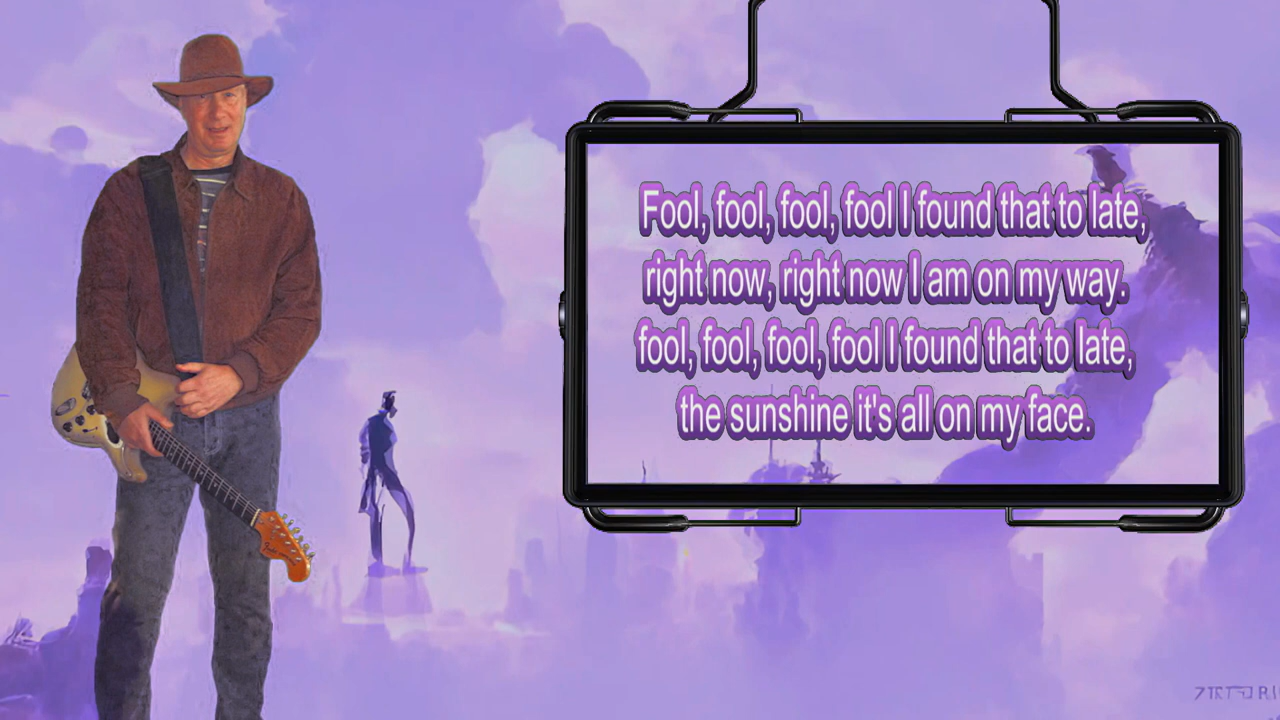 Fool, fool, fool, fool I found that to late,
right now, right now I am on my way.
fool, fool, fool, fool I found that to late,
the sunshine it's all on my face.